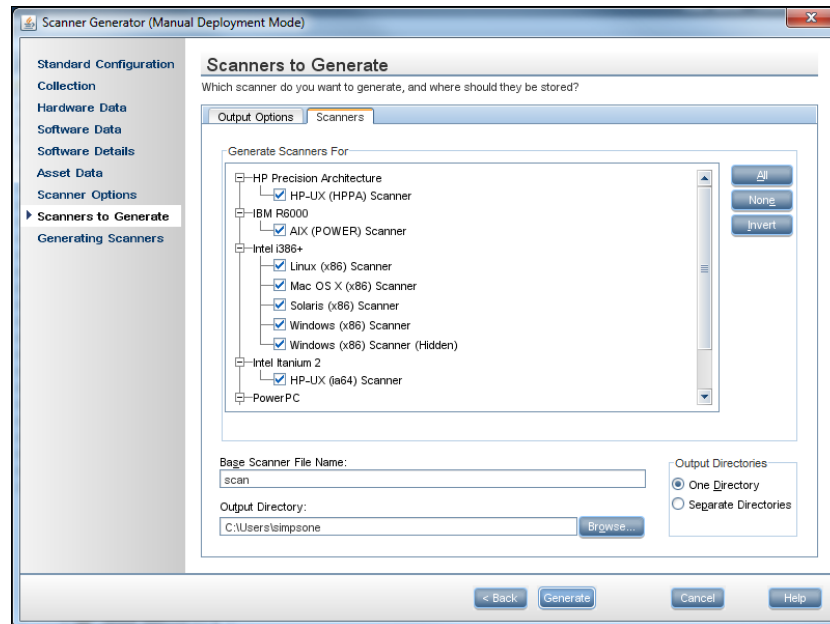 Scanner Generator (Manual Deployment Mode)
Standard Configuration
Collection
Hardware Data
Software Data
Software Details
Asset Data
Scanner Options
Scanners to Generate
Generating Scanners
Scanners to Generate
Which scanner do you want to generate, and where should they be stored?
Output Options
Scanners
Generate Scanners For
HP Precision Architecture
HP-UX (HPPA) Scanner
IBM R6000
AIX (POWER) Scanner
Intel i386+
Linux (x86) Scanner
Mac OS X (x86) Scanner
Solaris (x86) Scanner
Windows (x86) Scanner
Windows (x86) Scanner (Hidden)
Intel Itanium 2
HP-UX (ia64) Scanner
PowerPC
All
None
Invert
Base Scanner File Name:
scan
Output Directory:
C:\Users\simpsone
Browse...
Output Directories
One Directory
Separate Directories
< Back
Generate
Cancel
Help